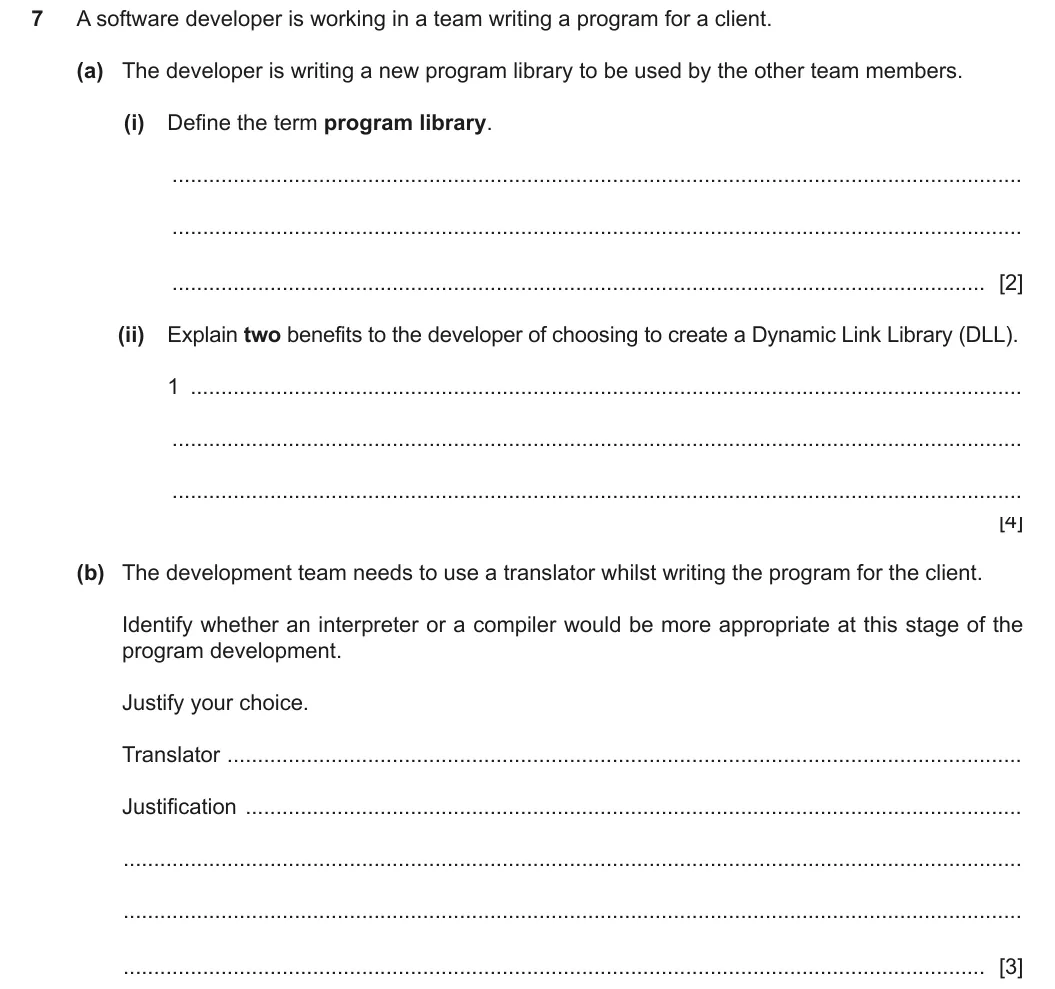 7 A software developer is working in a team writing a program for a client.
(a) The developer is writing a new program library to be used by the other team members.
(i) Define the term program library.
..........................................................................................................................................
..........................................................................................................................................
.................................................................................................................................... [2]
(ii) Explain two benefits to the developer of choosing to create a Dynamic Link Library (DLL).
1 .......................................................................................................................................
..........................................................................................................................................
..........................................................................................................................................
[4]
(b) The development team needs to use a translator whilst writing the program for the client.
Identify whether an interpreter or a compiler would be more appropriate at this stage of the
program development.
Justify your choice.
Translator .................................................................................................................................
Justification ..............................................................................................................................
..................................................................................................................................................
..................................................................................................................................................
............................................................................................................................................ [3]